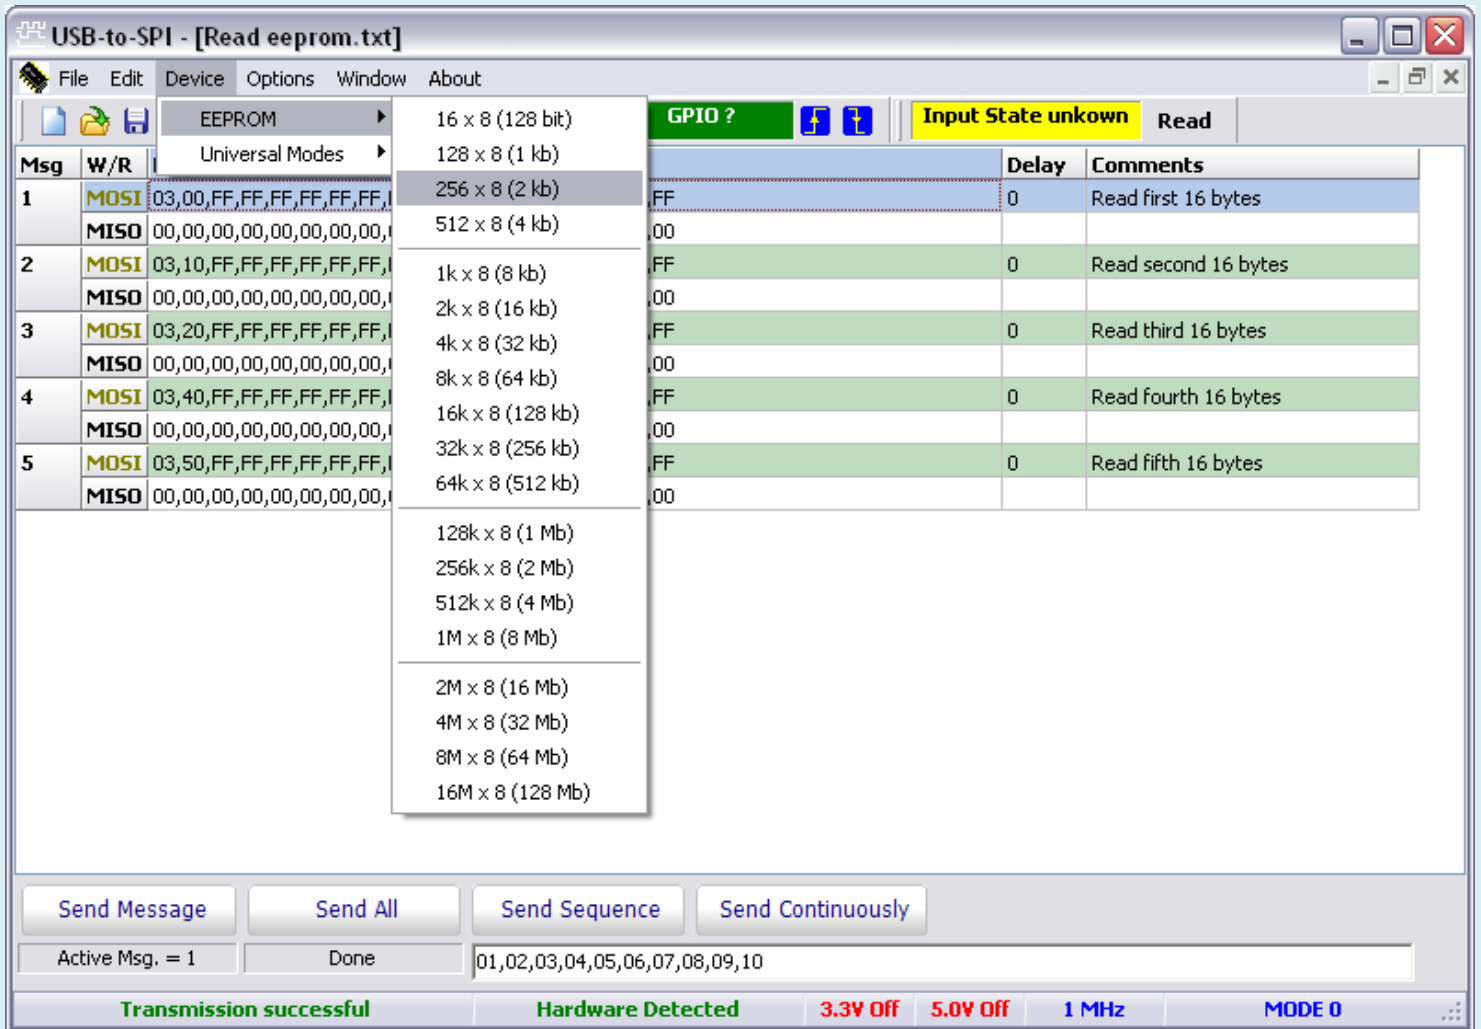 USB-to-SPI - [Read eeprom.txt]
File Edit Device Options Window About
GPIO ? Input State unkown Read
EEPROM
Universal Modes
16 x 8 (128 bit)
128 x 8 (1 kb)
256 x 8 (2 kb)
512 x 8 (4 kb)
1k x 8 (8 kb)
2k x 8 (16 kb)
4k x 8 (32 kb)
8k x 8 (64 kb)
16k x 8 (128 kb)
32k x 8 (256 kb)
64k x 8 (512 kb)
128k x 8 (1 Mb)
256k x 8 (2 Mb)
512k x 8 (4 Mb)
1M x 8 (8 Mb)
2M x 8 (16 Mb)
4M x 8 (32 Mb)
8M x 8 (64 Mb)
16M x 8 (128 Mb)
Msg W/R Delay Comments
1 MOSI 03,00,FF,FF,FF,FF,FF,FF, ,FF 0 Read first 16 bytes
MISO 00,00,00,00,00,00,00,00, ,00
2 MOSI 03,10,FF,FF,FF,FF,FF,FF, ,FF 0 Read second 16 bytes
MISO 00,00,00,00,00,00,00,00, ,00
3 MOSI 03,20,FF,FF,FF,FF,FF,FF, ,FF 0 Read third 16 bytes
MISO 00,00,00,00,00,00,00,00, ,00
4 MOSI 03,40,FF,FF,FF,FF,FF,FF, ,FF 0 Read fourth 16 bytes
MISO 00,00,00,00,00,00,00,00, ,00
5 MOSI 03,50,FF,FF,FF,FF,FF,FF, ,FF 0 Read fifth 16 bytes
MISO 00,00,00,00,00,00,00,00, ,00
Send Message Send All Send Sequence Send Continuously
Active Msg. = 1 Done 01,02,03,04,05,06,07,08,09,10
Transmission successful Hardware Detected 3.3V Off 5.0V Off 1 MHz MODE 0